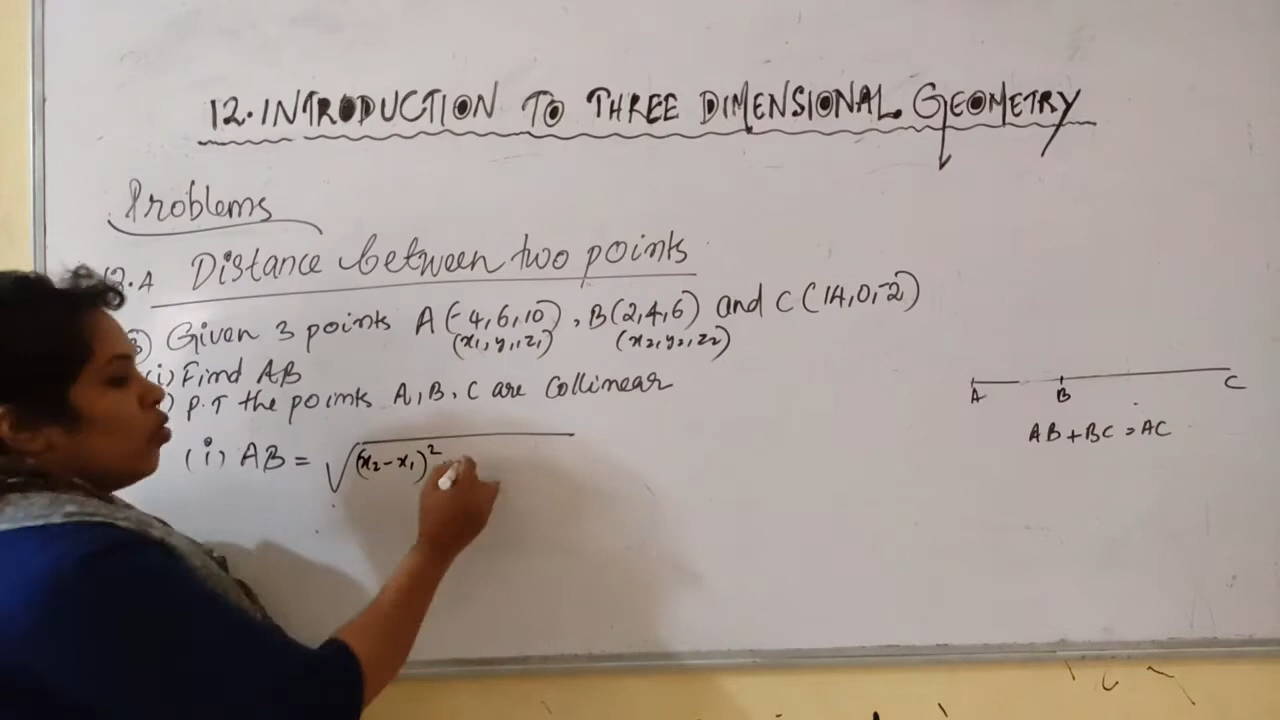 12. INTRODUCTION TO THREE DIMENSIONAL GEOMETRY
Problems
12.A Distance between two points
3) Given 3 points A(-4,6,10), B(2,4,6) and C(14,0,-2)
(x₁,y₁,z₁) (x₂,y₂,z₂)
(i) Find AB
) P.T the points A, B, C are Collinear
A B C
AB+BC=AC
(i) AB = √(x₂-x₁)²